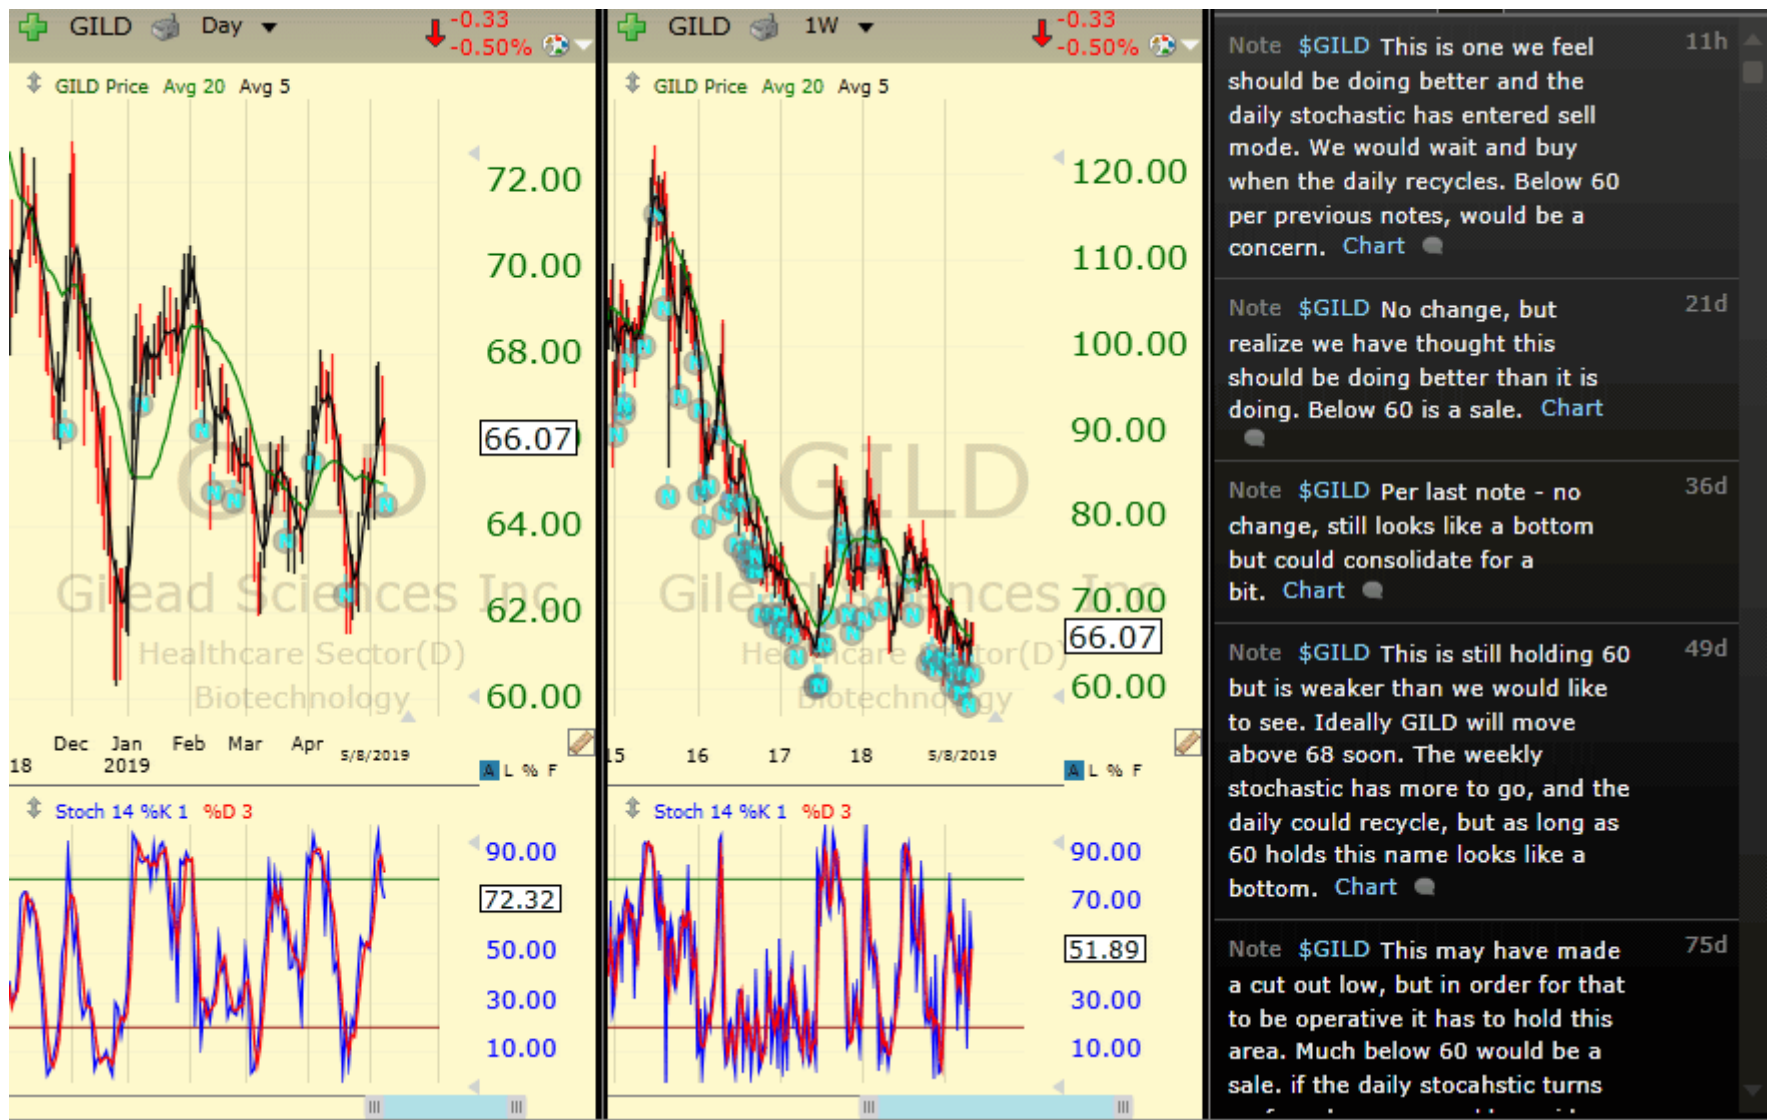 GILD Day
-0.33
-0.50%
GILD Price Avg 20 Avg 5
72.00
70.00
68.00
66.07
64.00
62.00
60.00
GILD
Gilead Sciences Inc
Healthcare Sector(D)
Biotechnology
Dec Jan Feb Mar Apr 5/8/2019
18 2019
A L % F
Stoch 14 %K 1 %D 3
90.00
72.32
50.00
30.00
10.00
GILD 1W
-0.33
-0.50%
GILD Price Avg 20 Avg 5
120.00
110.00
100.00
90.00
80.00
70.00
66.07
60.00
GILD
Gilead Sciences Inc
Healthcare Sector(D)
Biotechnology
15 16 17 18 5/8/2019
A L % F
Stoch 14 %K 1 %D 3
90.00
70.00
51.89
30.00
10.00
Note $GILD This is one we feel 11h
should be doing better and the
daily stochastic has entered sell
mode. We would wait and buy
when the daily recycles. Below 60
per previous notes, would be a
concern. Chart
Note $GILD No change, but 21d
realize we have thought this
should be doing better than it is
doing. Below 60 is a sale. Chart
Note $GILD Per last note - no 36d
change, still looks like a bottom
but could consolidate for a
bit. Chart
Note $GILD This is still holding 60 49d
but is weaker than we would like
to see. Ideally GILD will move
above 68 soon. The weekly
stochastic has more to go, and the
daily could recycle, but as long as
60 holds this name looks like a
bottom. Chart
Note $GILD This may have made 75d
a cut out low, but in order for that
to be operative it has to hold this
area. Much below 60 would be a
sale. if the daily stocahstic turns